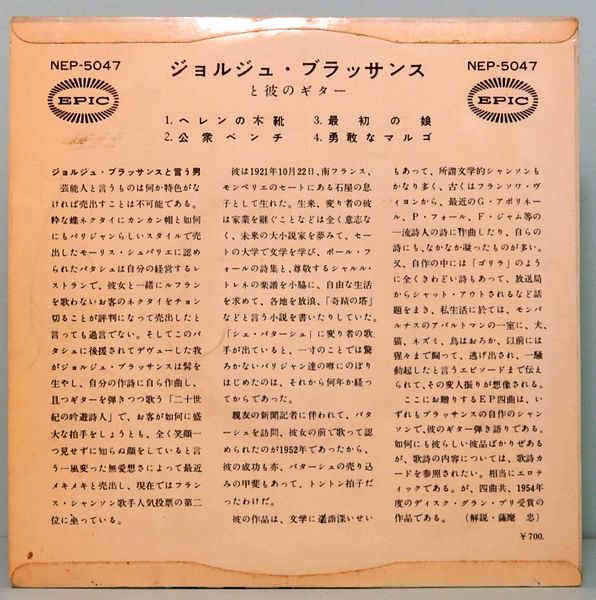 NEP-5047
EPIC
ジョルジュ・ブラッサンス
と彼のギター
NEP-5047
EPIC
1.ヘレンの木靴 3.最初の娘
2.公衆ベンチ 4.勇敢なマルゴ
ジョルジュ・ブラッサンスと言う男
芸能人と言うものは何か特色がな
ければ売出すことは不可能である。
粋な蝶ネクタイにカンカン帽と如何
にもパリジャンらしいスタイルで売
出したモーリス・シュバリエに認め
られたパタシュは自分の経営するレ
ストランで、彼女と一緒にルフラン
を歌わないお客のネクタイをチョン
切ることが評判になって売出したと
言っても過言でない。そしてこのパ
タシュに後援されてデヴューした我
がジョルジュ・ブラッサンスは髯を
生やし、自分の作詩に自ら作曲し、
且つギターを弾きつつ歌う「二十世
紀の吟遊詩人」で、お客が如何に盛
大な拍手をしようとも、全く笑顔一
つ見せずに知らぬ顔をしていると言
う一風変った無愛想さによって最近
メキメキと売出し、現在ではフラン
ス・シャンソン歌手人気投票の第二
位に坐っている。
彼は1921年10月22日、南フランス、
モンペリエのセートにある石屋の息
子として生れた。生来、変り者の彼
は家業を継ぐことなどは全く意志な
く、未来の大小説家を夢みて、セー
トの大学で文学を学び、ポール・フ
ォールの詩集と、尊敬するシャルル・
トレネの楽譜を小脇に、自由な生活
を求めて、各地を放浪、「奇蹟の塔」
などと言う小説を書いたりしていた。
「シェ・パターシュ」に変り者の歌
手が出ていると、一寸のことでは驚
ろかないパリジャン達の噂にのぼり
はじめたのは、それから何年か経っ
てからであった。
親友の新聞記者に伴われて、パタ
ーシュを訪問、彼女の前で歌って認
められたのが1952年であったから、
彼の成功も亦、パターシュの売り込
みの甲斐もあって、トントン拍子だ
ったわけだ。
彼の作品は、文学に造詣深いせい
もあって、所謂文学的シャンソンも
かなり多く、古くはフランソワ・ヴ
ィヨンから、最近のG・アポリネー
ル、P・フォール、F・ジャム等の
一流詩人の詩に作曲したり、自らの
詩にも、なかなか凝ったものが多い。
又、自作の中には「ゴリラ」のよう
に全くきわどい詩もあって、放送局
からシャット・アウトされるなど話
題をまき、私生活に於ては、モンパ
ルナスのアパルトマンの一室に、犬、
猫、ネズミ、鳥はおろか、以前には
猩々まで飼って、逃げ出され、一騒
動起したと言うエピソードまで伝え
られて、その変人振りが想像される。
ここにお贈りするEP四曲は、い
ずれもブラッサンスの自作のシャン
ソンで、彼のギター弾き語りである。
如何にも彼らしい佳品ばかりであるが、
歌詩の内容については、歌詩
カードを参照されたい。相当にエロテ
ィックである。が、四曲共、1954年
度のディスク・グラン・プリ受賞の
作品である。 (解説・薩摩 忠)
¥700.